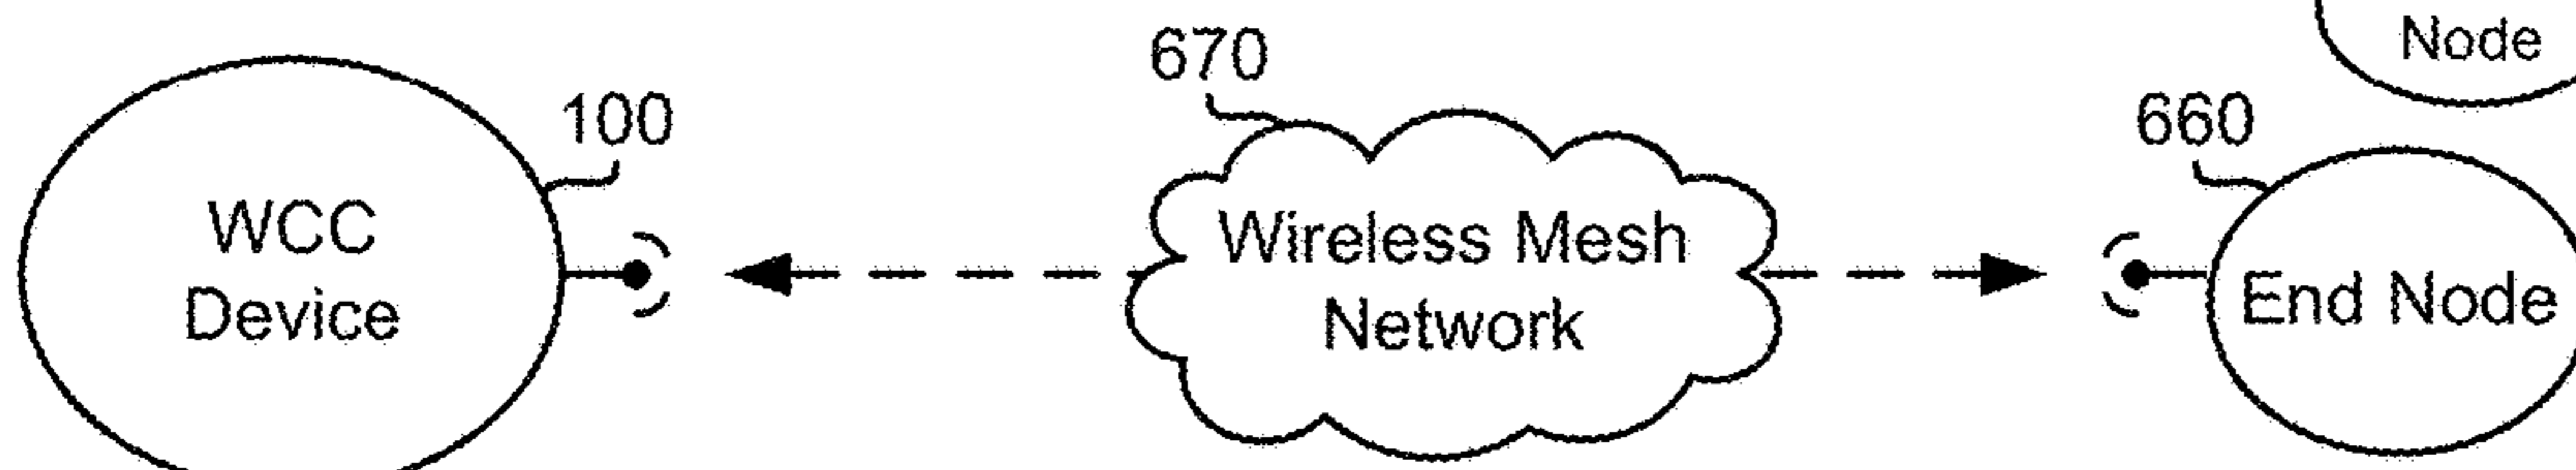 Node
670
100
660
WCC
Device
Wireless Mesh
Network
End Node